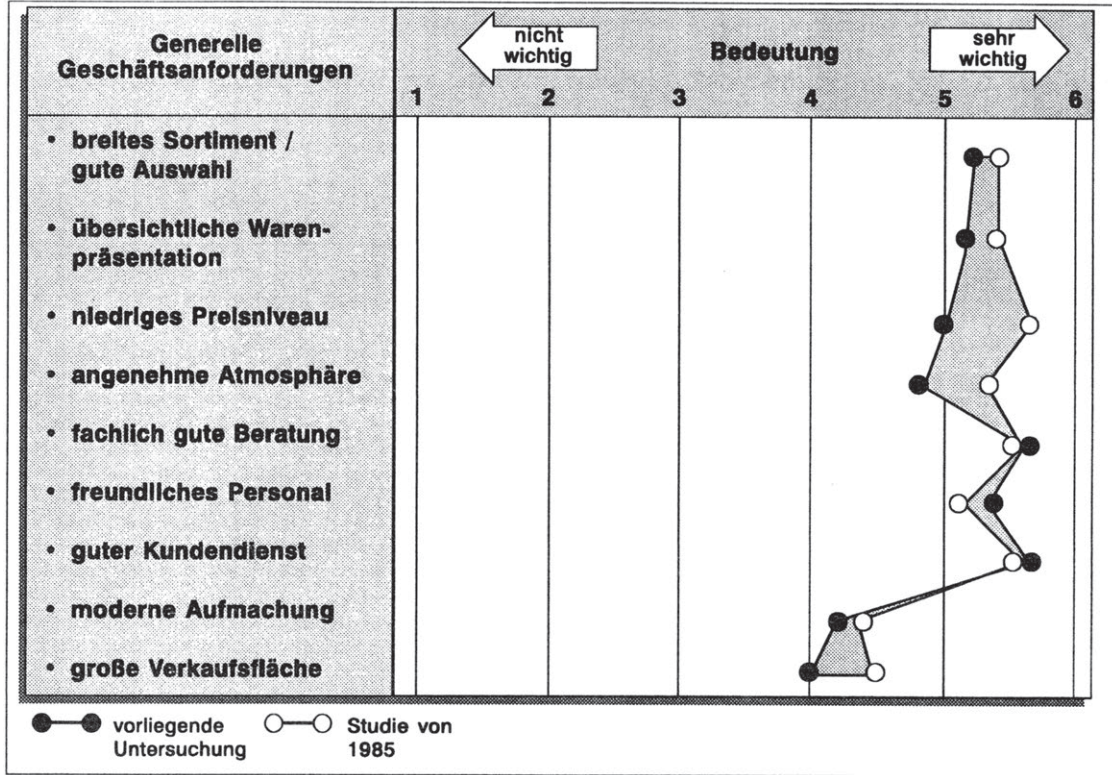 Generelle
Geschäftsanforderungen
nicht
wichtig
Bedeutung
sehr
wichtig
1 2 3 4 5 6
• breites Sortiment /
gute Auswahl
• übersichtliche Waren-
präsentation
• niedriges Preisniveau
• angenehme Atmosphäre
• fachlich gute Beratung
• freundliches Personal
• guter Kundendienst
• moderne Aufmachung
• große Verkaufsfläche
vorliegende
Untersuchung
Studie von
1985